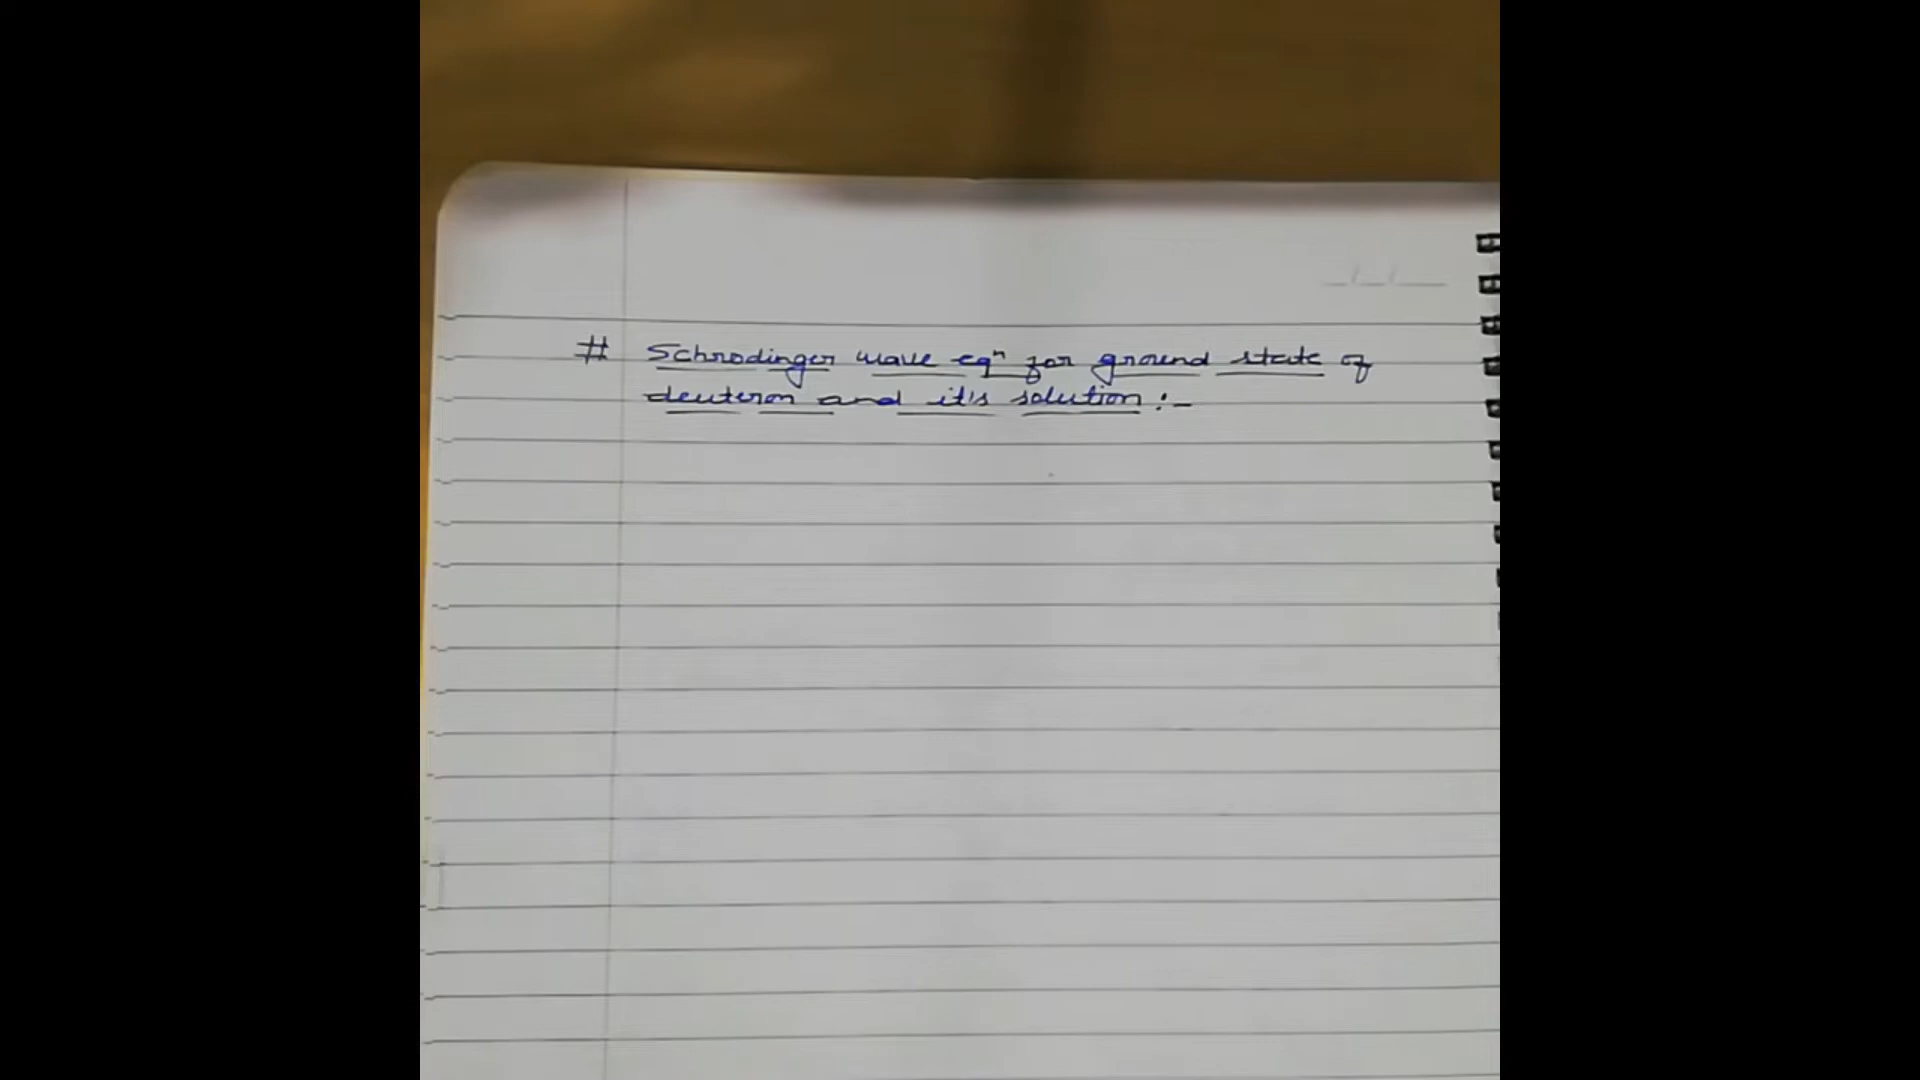 # Schrodinger wave eqⁿ for ground state of
deuteron and it's solution :-